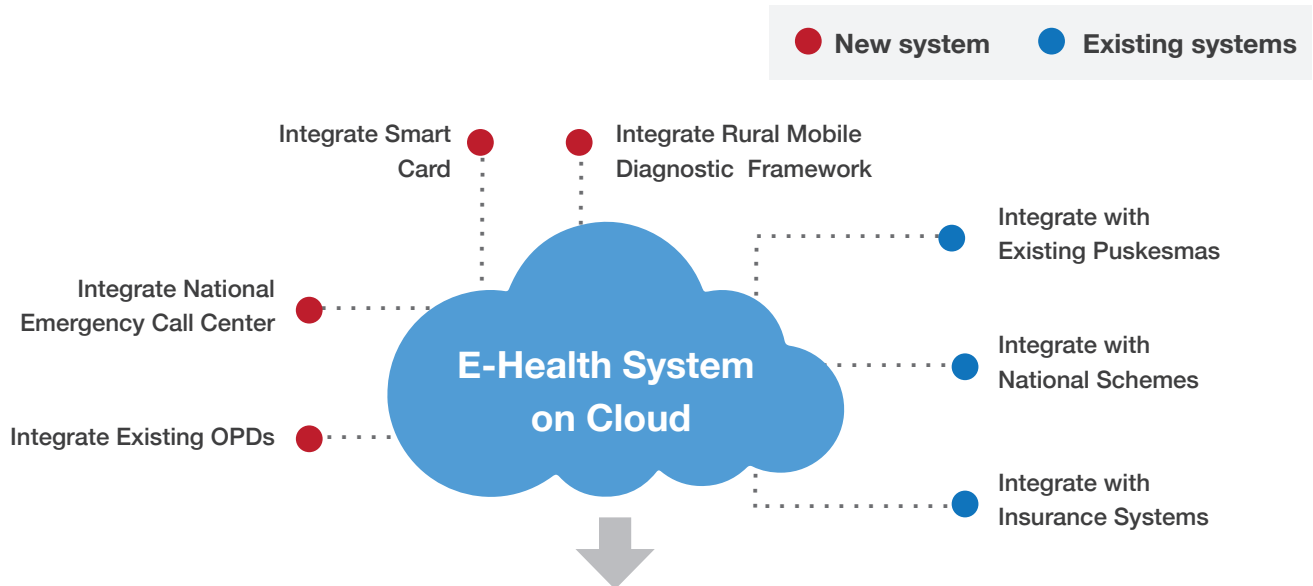 New system
Existing systems
Integrate Smart
Card
Integrate Rural Mobile
Diagnostic Framework
Integrate with
Existing Puskesmas
Integrate National
Emergency Call Center
E-Health System
on Cloud
Integrate with
National Schemes
Integrate Existing OPDs
Integrate with
Insurance Systems